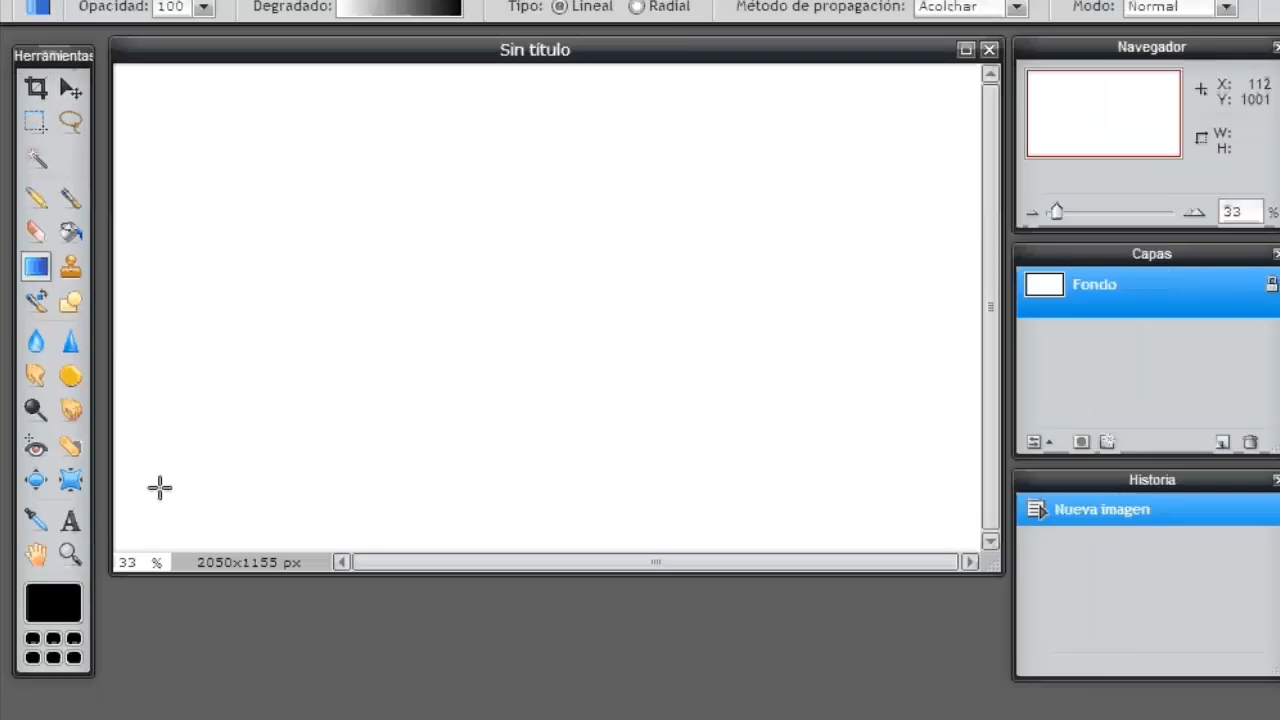 Opacidad: 100 Degradado: Tipo: Lineal Radial Método de propagación: Acolchar Modo: Normal
Herramientas
Sin título
Navegador
X: 112
Y: 1001
W:
H:
33 %
Capas
Fondo
Historia
Nueva imagen
33 % 2050x1155 px